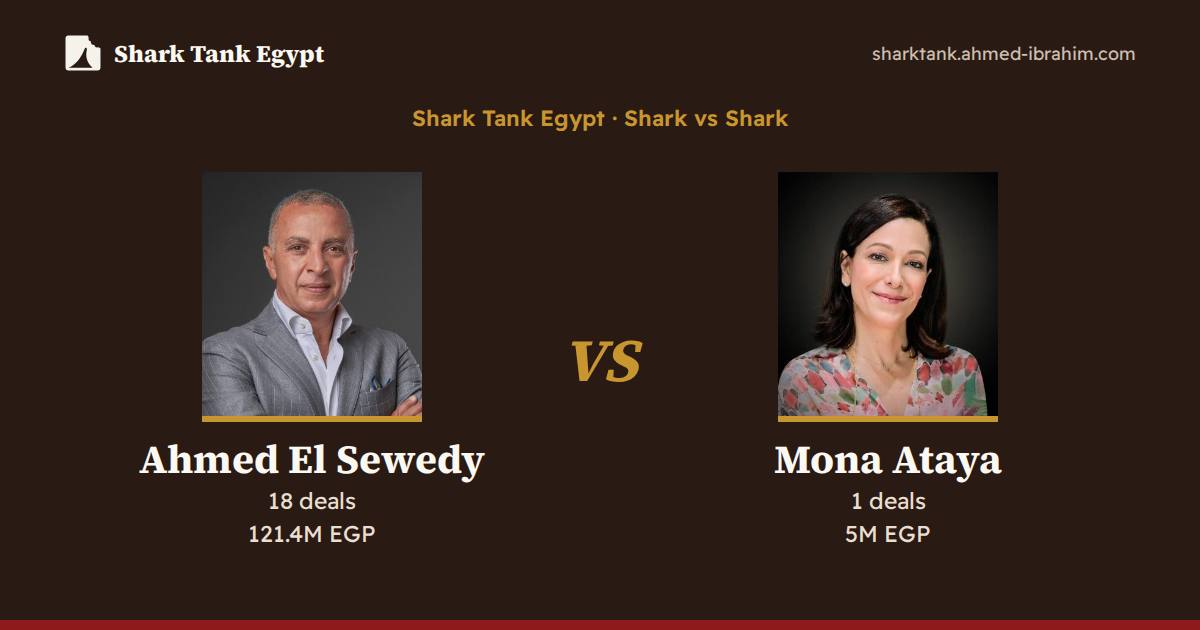 Shark Tank Egypt
sharktank.ahmed-ibrahim.com
Shark Tank Egypt · Shark vs Shark
VS
Ahmed El Sewedy
18 deals
121.4M EGP
Mona Ataya
1 deals
5M EGP